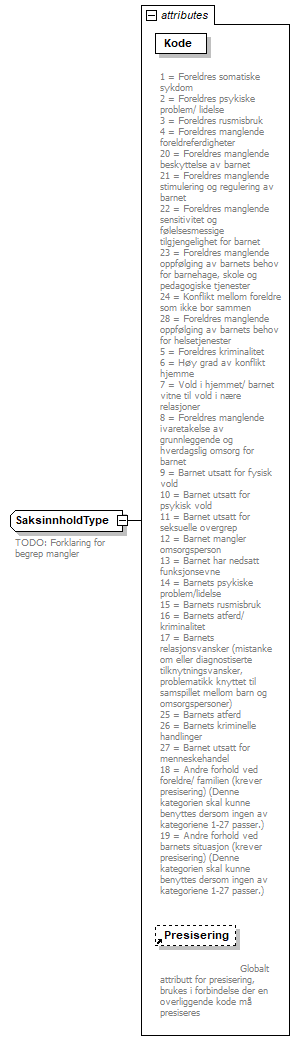 attributes
Kode
1 = Foreldres somatiske
sykdom
2 = Foreldres psykiske
problem/ lidelse
3 = Foreldres rusmisbruk
4 = Foreldres manglende
foreldreferdigheter
20 = Foreldres manglende
beskyttelse av barnet
21 = Foreldres manglende
stimulering og regulering av
barnet
22 = Foreldres manglende
sensitivitet og
følelsesmessige
tilgjengelighet for barnet
23 = Foreldres manglende
oppfølging av barnets behov
for barnehage, skole og
pedagogiske tjenester
24 = Konflikt mellom foreldre
som ikke bor sammen
28 = Foreldres manglende
oppfølging av barnets behov
for helsetjenester
5 = Foreldres kriminalitet
6 = Høy grad av konflikt
hjemme
7 = Vold i hjemmet/ barnet
vitne til vold i nære
relasjoner
8 = Foreldres manglende
ivaretakelse av
grunnleggende og
hverdagslig omsorg for
barnet
9 = Barnet utsatt for fysisk
vold
10 = Barnet utsatt for
psykisk vold
11 = Barnet utsatt for
seksuelle overgrep
12 = Barnet mangler
omsorgsperson
13 = Barnet har nedsatt
funksjonsevne
14 = Barnets psykiske
problem/lidelse
15 = Barnets rusmisbruk
16 = Barnets atferd/
kriminalitet
17 = Barnets
relasjonsvansker (mistanke
om eller diagnostiserte
tilknytningsvansker,
problematikk knyttet til
samspillet mellom barn og
omsorgspersoner)
25 = Barnets atferd
26 = Barnets kriminelle
handlinger
27 = Barnet utsatt for
menneskehandel
18 = Andre forhold ved
foreldre/ familien (krever
presisering) (Denne
kategorien skal kunne
benyttes dersom ingen av
kategoriene 1-27 passer.)
19 = Andre forhold ved
barnets situasjon (krever
presisering) (Denne
kategorien skal kunne
benyttes dersom ingen av
kategoriene 1-27 passer.)
SaksinnholdType
TODO: Forklaring for
begrep mangler
Presisering
Globalt
attributt for presisering,
brukes i forbindelse der en
overliggende kode må
presiseres